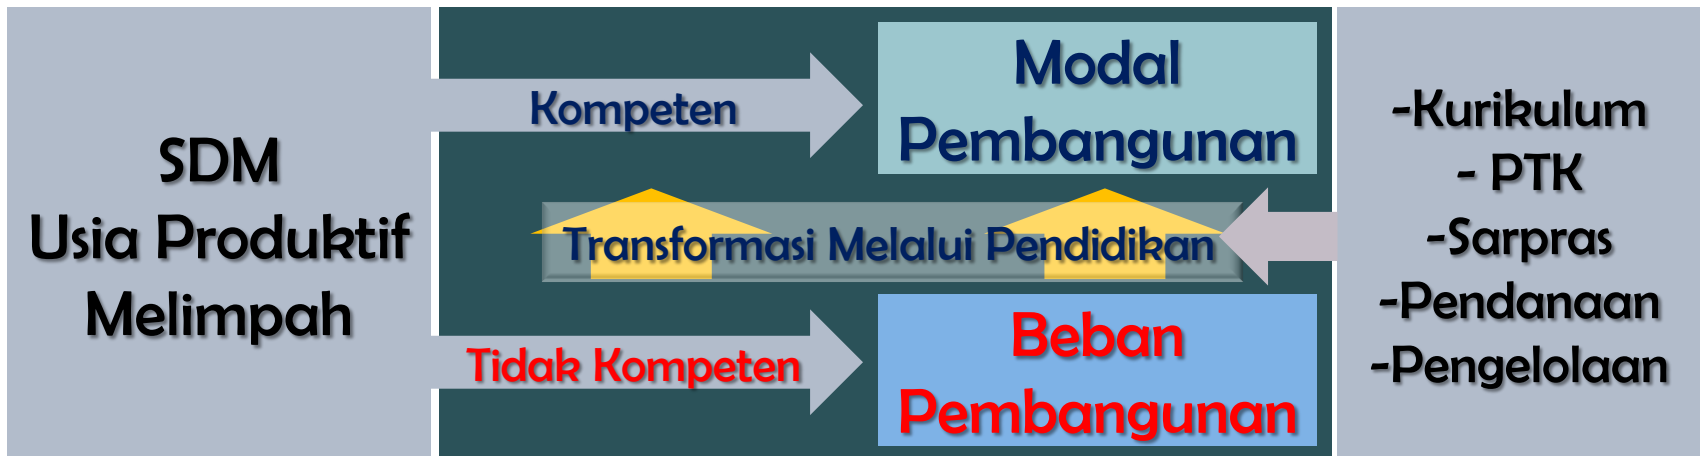 SDM
Usia Produktif
Melimpah
Kompeten
Modal
Pembangunan
Transformasi Melalui Pendidikan
Tidak Kompeten
Beban
Pembangunan
-Kurikulum
- PTK
-Sarpras
-Pendanaan
-Pengelolaan